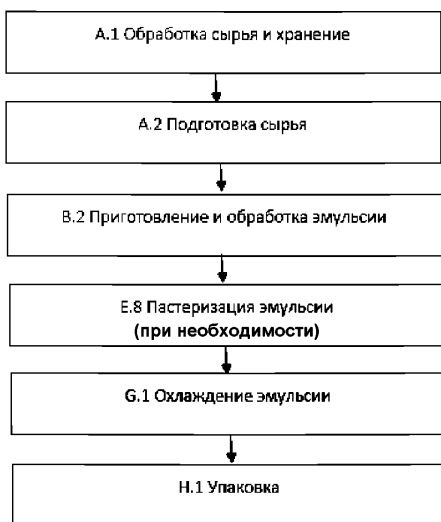 А.1 Обработка сырья и хранение
А.2 Подготовка сырья
В.2 Приготовление и обработка эмульсии
Е.8 Пастеризация эмульсии
(при необходимости)
G.1 Охлаждение эмульсии
Н.1 Упаковка